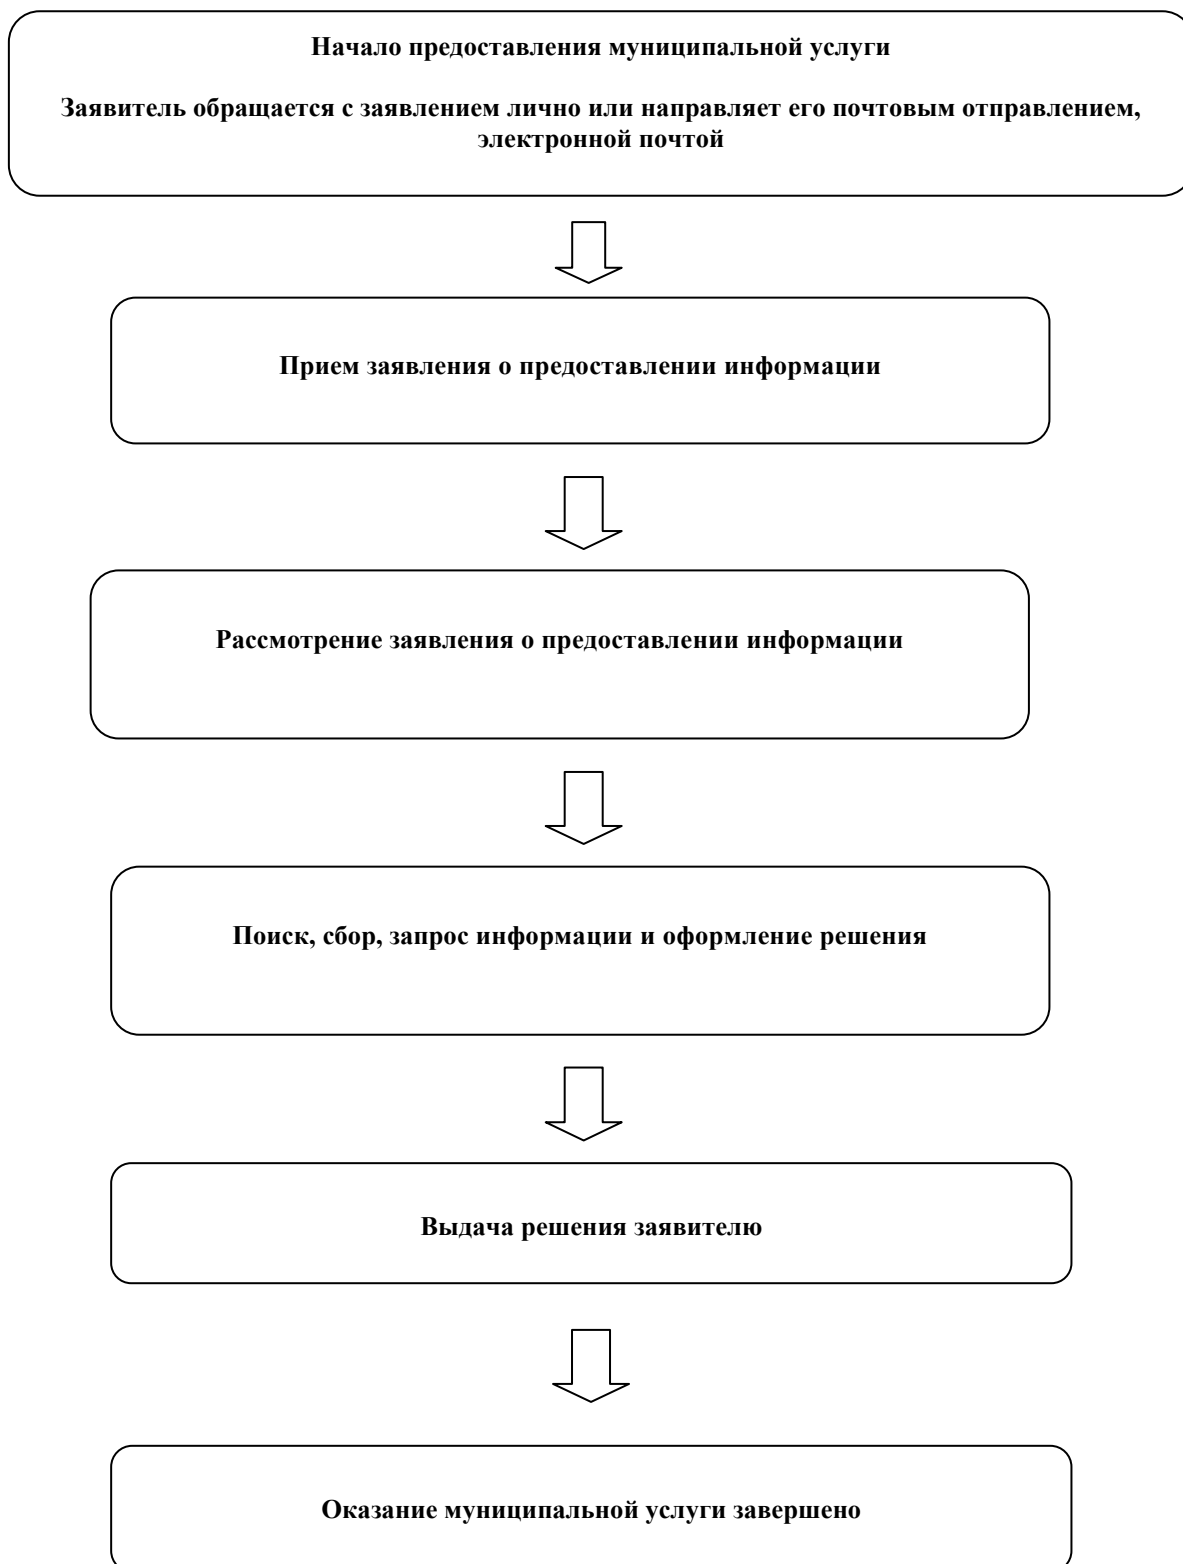 Начало предоставления муниципальной услуги
Заявитель обращается с заявлением лично или направляет его почтовым отправлением,
электронной почтой
Прием заявления о предоставлении информации
Рассмотрение заявления о предоставлении информации
Поиск, сбор, запрос информации и оформление решения
Выдача решения заявителю
Оказание муниципальной услуги завершено